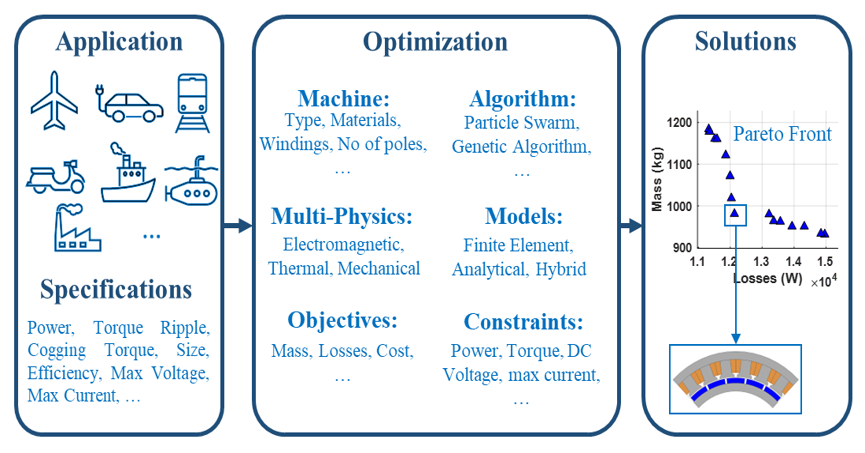 Application
...
Specifications
Power, Torque Ripple,
Cogging Torque, Size,
Efficiency, Max Voltage,
Max Current, ...
Optimization
Machine:
Type, Materials,
Windings, No of poles,
...
Algorithm:
Particle Swarm,
Genetic Algorithm,
...
Multi-Physics:
Electromagnetic,
Thermal, Mechanical
Models:
Finite Element,
Analytical, Hybrid
Objectives:
Mass, Losses, Cost,
...
Constraints:
Power, Torque, DC
Voltage, max current,
...
Solutions
Pareto Front
Mass (kg)
1200
1100
1000
900
1.1 1.2 1.3 1.4 1.5
Losses (W) ×10⁴